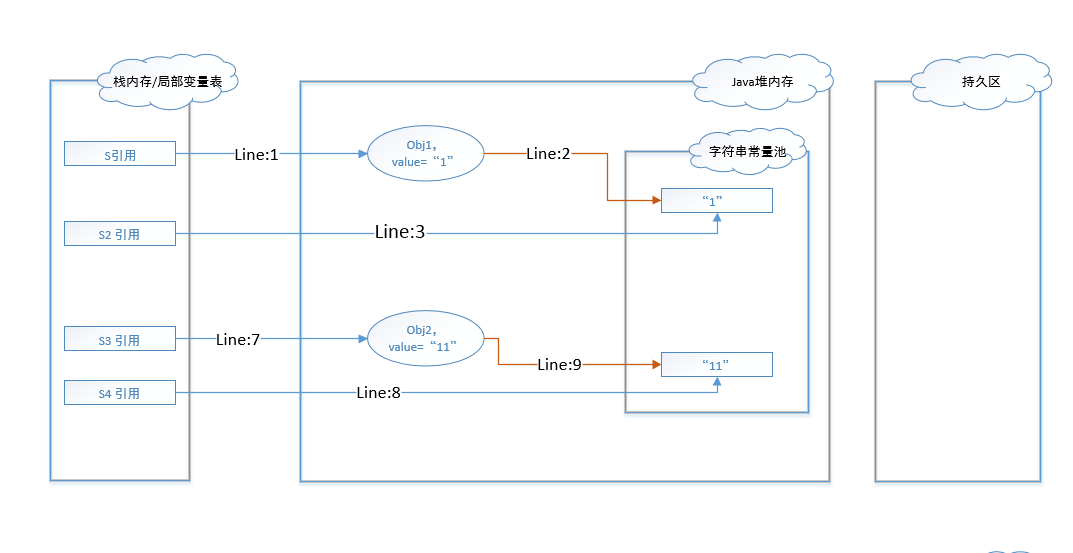 栈内存/局部变量表
Java堆内存
持久区
S引用
Line:1
Obj1,
value=“1”
Line:2
字符串常量池
“1”
S2 引用
Line:3
S3 引用
Line:7
Obj2,
value=“11”
Line:9
“11”
S4 引用
Line:8